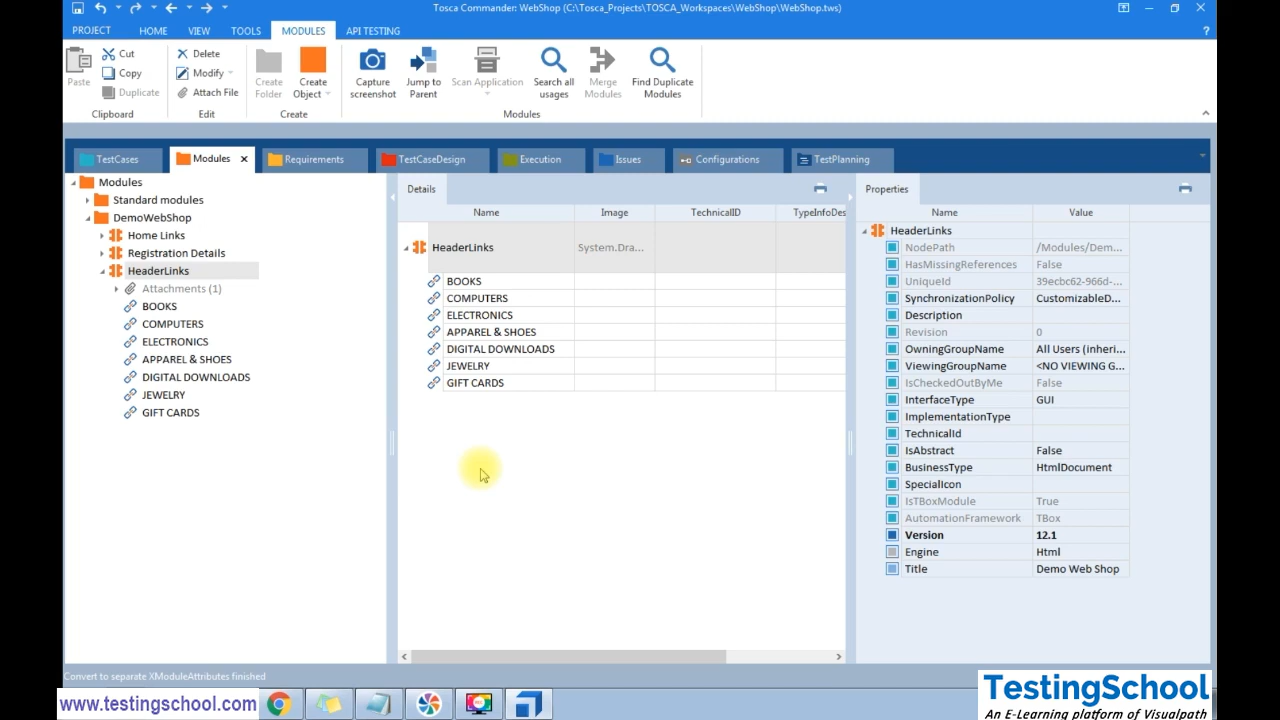 Tosca Commander: WebShop (C:\Tosca_Projects\TOSCA_Workspaces\WebShop\WebShop.tws)
PROJECT HOME VIEW TOOLS MODULES API TESTING
Paste
Cut
Copy
Duplicate
Clipboard
Delete
Modify
Attach File
Edit
Create Folder
Create Object
Create
Capture screenshot
Jump to Parent
Scan Application
Search all usages
Merge Modules
Find Duplicate Modules
Modules
TestCases Modules Requirements TestCaseDesign Execution Issues Configurations TestPlanning
Modules
Standard modules
DemoWebShop
Home Links
Registration Details
HeaderLinks
Attachments (1)
BOOKS
COMPUTERS
ELECTRONICS
APPAREL & SHOES
DIGITAL DOWNLOADS
JEWELRY
GIFT CARDS
Details
Name Image TechnicalID TypeInfoDes
HeaderLinks System.Dra...
BOOKS
COMPUTERS
ELECTRONICS
APPAREL & SHOES
DIGITAL DOWNLOADS
JEWELRY
GIFT CARDS
Properties
Name Value
HeaderLinks
NodePath /Modules/Dem...
HasMissingReferences False
UniqueId 39ecbc62-966d-...
SynchronizationPolicy CustomizableD...
Description
Revision 0
OwningGroupName All Users (inheri...
ViewingGroupName <NO VIEWING G...
IsCheckedOutByMe False
InterfaceType GUI
ImplementationType
TechnicalId
IsAbstract False
BusinessType HtmlDocument
SpecialIcon
IsTBoxModule True
AutomationFramework TBox
Version 12.1
Engine Html
Title Demo Web Shop
Convert to separate XModuleAttributes finished
www.testingschool.com
TestingSchool
An E-Learning platform of Visualpath